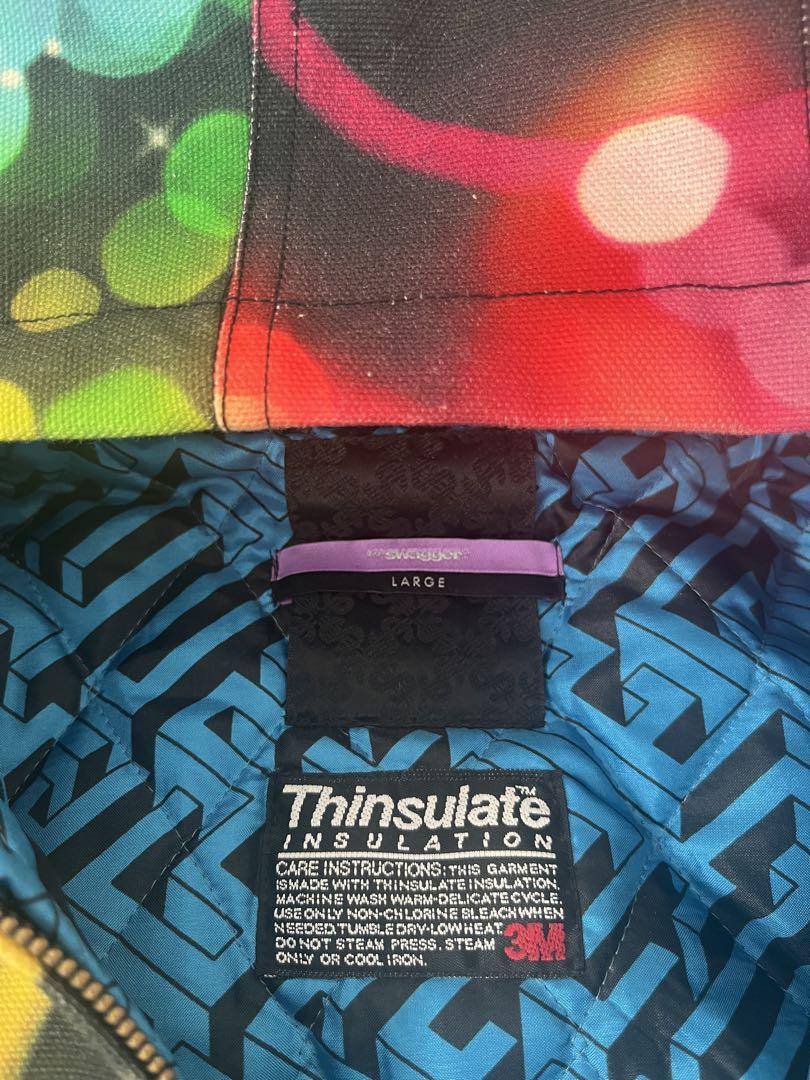 swagger
LARGE
Thinsulate™
INSULATION
CARE INSTRUCTIONS: THIS GARMENT
IS MADE WITH THINSULATE INSULATION.
MACHINE WASH WARM-DELICATE CYCLE.
USE ONLY NON-CHLORINE BLEACH WHEN
NEEDED. TUMBLE DRY-LOW HEAT.
DO NOT STEAM PRESS. STEAM
ONLY OR COOL IRON.
3M